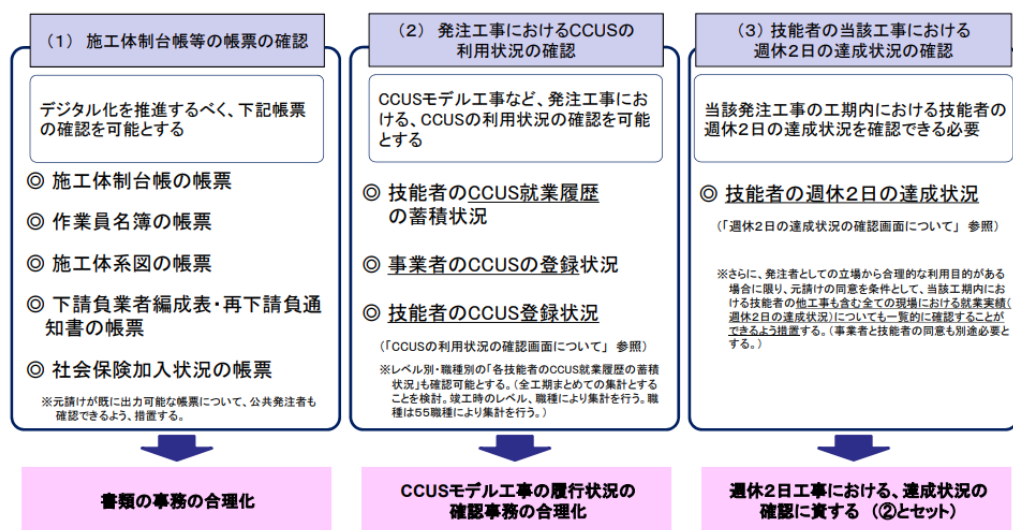 (1) 施工体制台帳等の帳票の確認
デジタル化を推進するべく、下記帳票
の確認を可能とする
◎ 施工体制台帳の帳票
◎ 作業員名簿の帳票
◎ 施工体系図の帳票
◎ 下請負業者編成表・再下請負通
知書の帳票
◎ 社会保険加入状況の帳票
※元請けが既に出力可能な帳票について、公共発注者も
確認できるよう、措置する。
書類の事務の合理化
(2) 発注工事におけるCCUSの
利用状況の確認
CCUSモデル工事など、発注工事にお
ける、CCUSの利用状況の確認を可能
とする
◎ 技能者のCCUS就業履歴
の蓄積状況
◎ 事業者のCCUSの登録状況
◎ 技能者のCCUS登録状況
(「CCUSの利用状況の確認画面について」 参照)
※レベル別・職種別の「各技能者のCCUS就業履歴の蓄積
状況」も確認可能とする。(全工期まとめての集計とする
ことを検討。竣工時のレベル、職種により集計を行う。職
種は55職種により集計を行う。)
CCUSモデル工事の履行状況の
確認事務の合理化
(3) 技能者の当該工事における
週休2日の達成状況の確認
当該発注工事の工期内における技能者の
週休2日の達成状況を確認できる必要
◎ 技能者の週休2日の達成状況
(「週休2日の達成状況の確認画面について」 参照)
※さらに、発注者としての立場から合理的な利用目的がある
場合に限り、元請けの同意を条件として、当該工期内にお
ける技能者の他工事も含む全ての現場における就業実績(
週休2日の達成状況)についても一覧的に確認することが
できるよう措置する。(事業者と技能者の同意も別途必要と
する。)
週休2日工事における、達成状況の
確認に資する (②とセット)